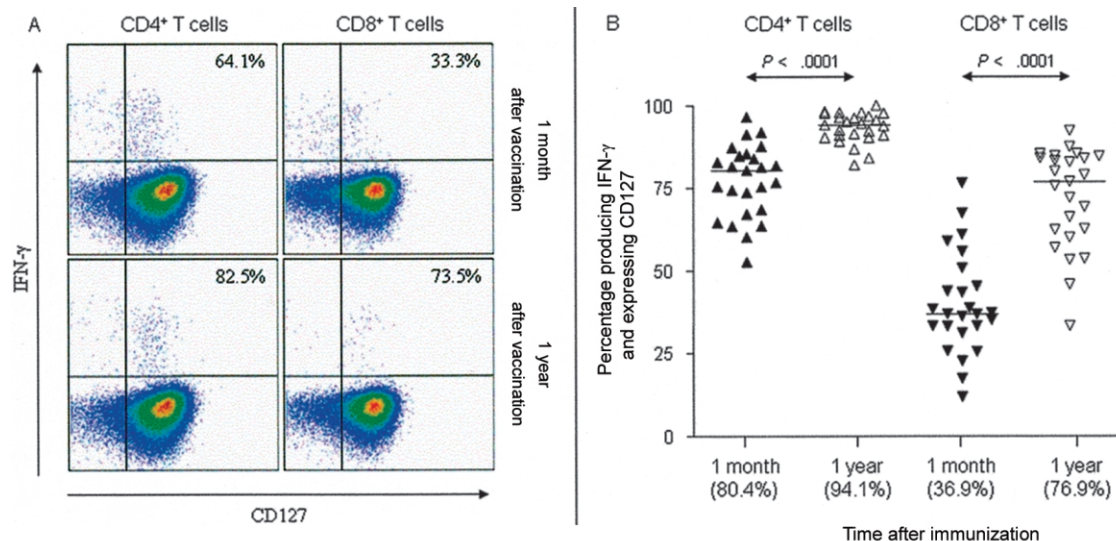 A
CD4⁺ T cells
CD8⁺ T cells
64.1%
33.3%
1 month
after vaccination
82.5%
73.5%
1 year
after vaccination
IFN-γ
CD127
B
CD4⁺ T cells
CD8⁺ T cells
P < .0001
P < .0001
Percentage producing IFN-γ
and expressing CD127
100
75
50
25
0
1 month
(80.4%)
1 year
(94.1%)
1 month
(36.9%)
1 year
(76.9%)
Time after immunization